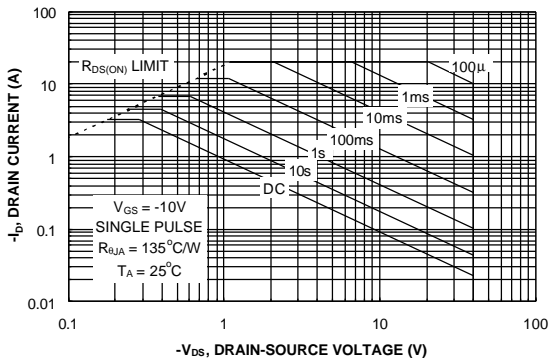 100
10
1
0.1
0.01
-I_D, DRAIN CURRENT (A)
R_DS(ON) LIMIT
100µ
1ms
10ms
100ms
1s
10s
DC
V_GS = -10V
SINGLE PULSE
R_θJA = 135°C/W
T_A = 25°C
0.1
1
10
100
-V_DS, DRAIN-SOURCE VOLTAGE (V)